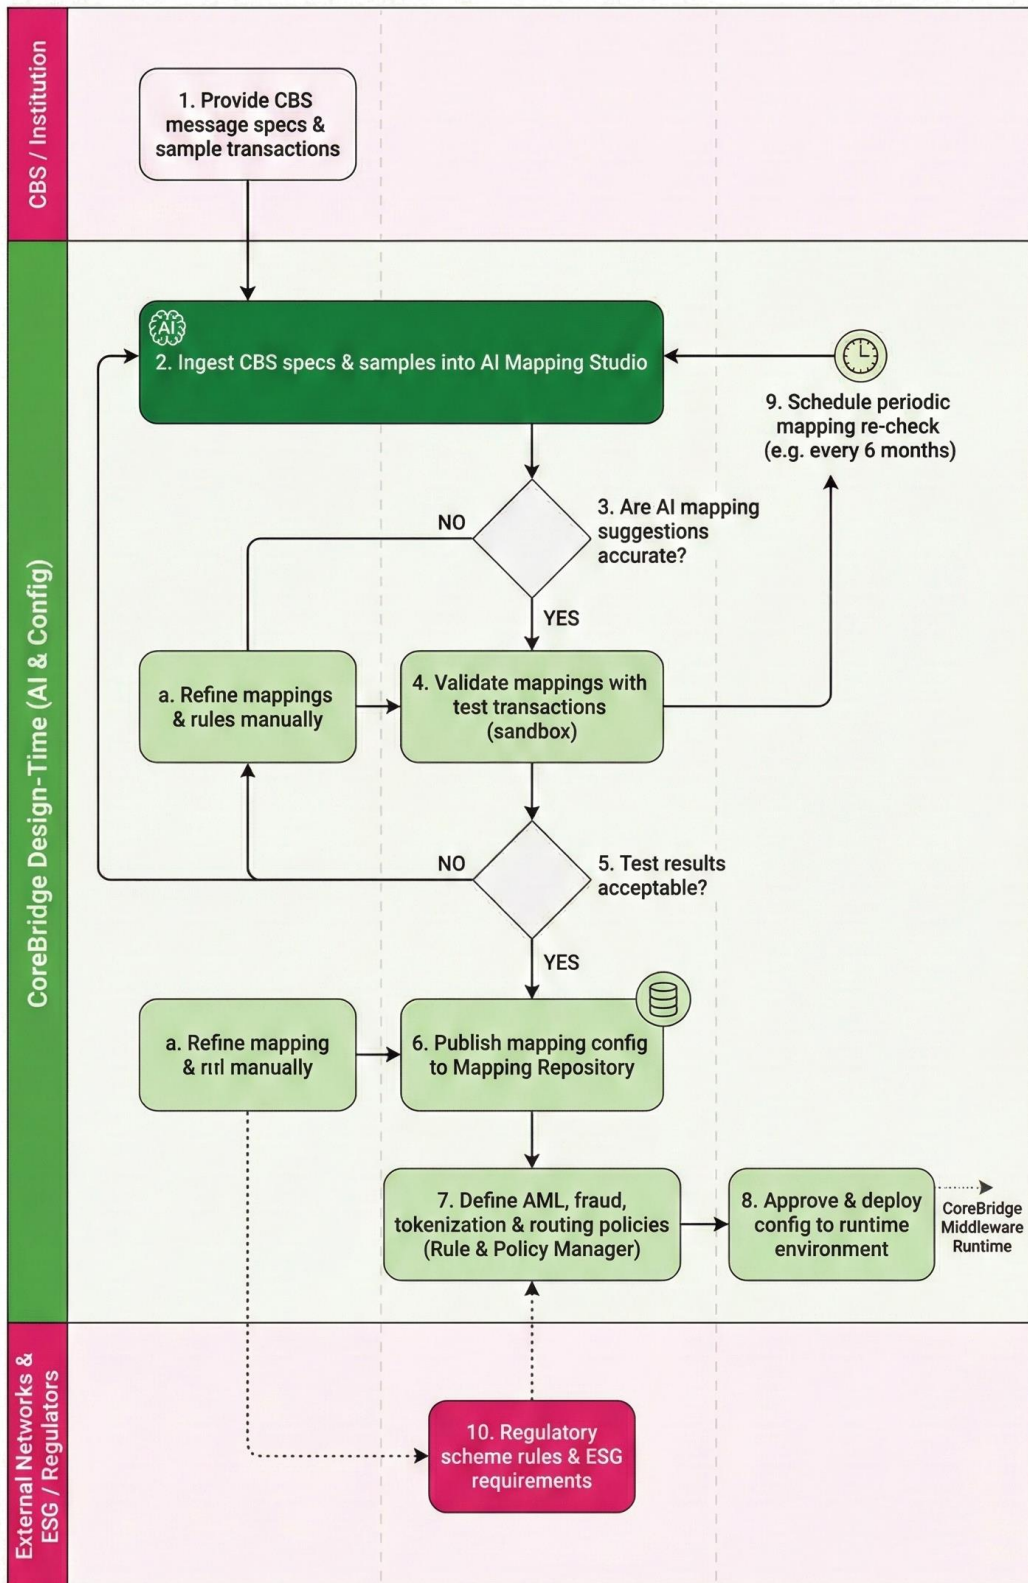 CBS / Institution
1. Provide CBS
message specs &
sample transactions
CoreBridge Design-Time (AI & Config)
AI
2. Ingest CBS specs & samples into AI Mapping Studio
9. Schedule periodic
mapping re-check
(e.g. every 6 months)
NO
3. Are AI mapping
suggestions
accurate?
YES
a. Refine mappings
& rules manually
4. Validate mappings with
test transactions
(sandbox)
NO
5. Test results
acceptable?
YES
a. Refine mapping
& manually
6. Publish mapping config
to Mapping Repository
7. Define AML, fraud,
tokenization & routing policies
(Rule & Policy Manager)
8. Approve & deploy
config to runtime
environment
CoreBridge
Middleware
Runtime
External Networks &
ESG / Regulators
10. Regulatory
scheme rules & ESG
requirements